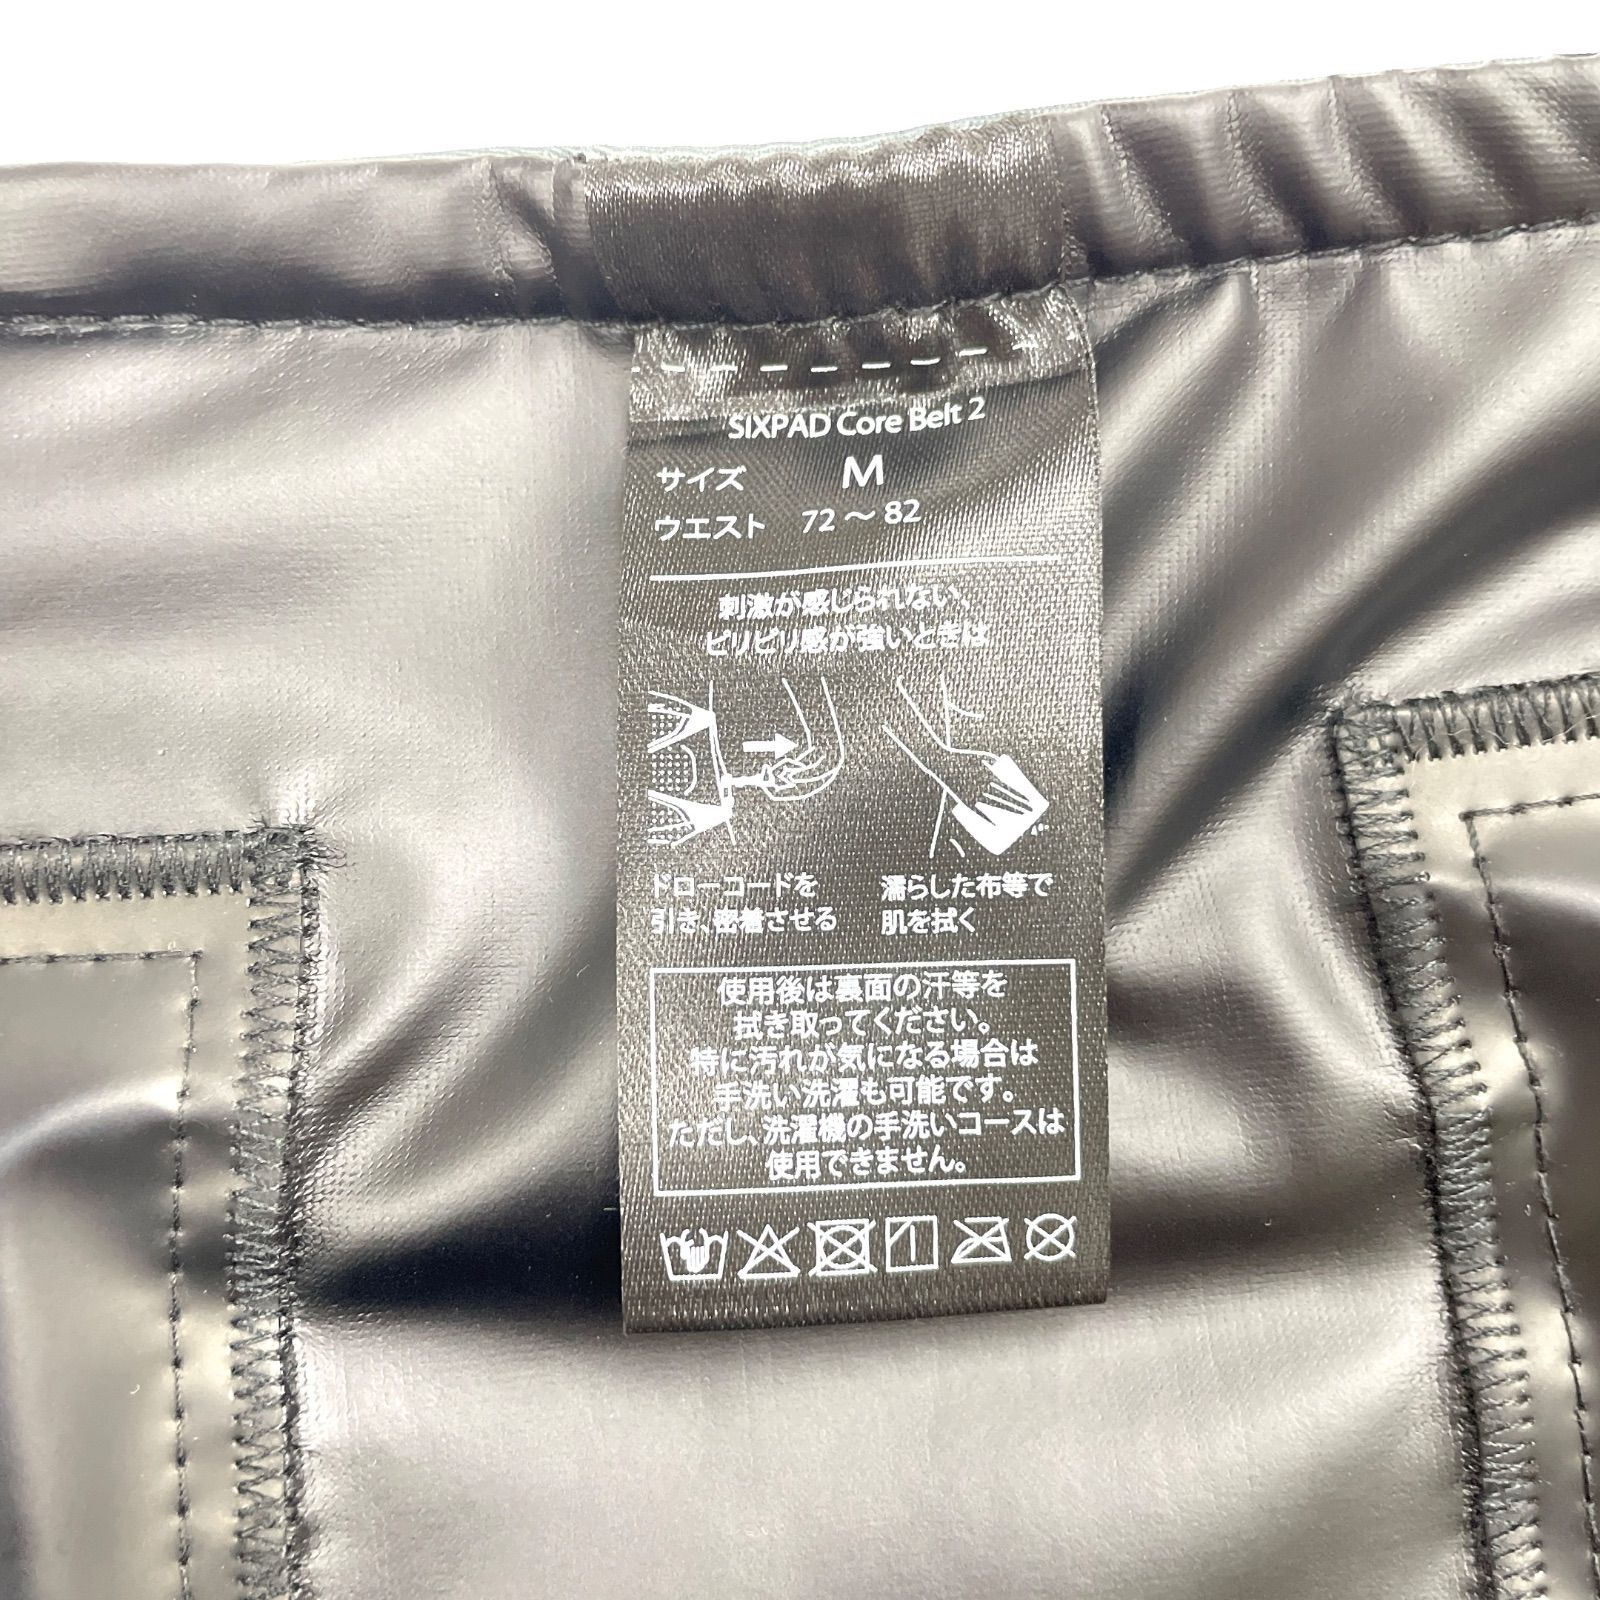 SIXPAD Core Belt 2
サイズ M
ウエスト 72～82
刺激が感じられない、
ビリビリ感が強いときは
ドローコードを
引き、密着させる
濡らした布等で
肌を拭く
使用後は裏面の汗等を
拭き取ってください。
特に汚れが気になる場合は
手洗い洗濯も可能です。
ただし、洗濯機の手洗いコースは
使用できません。